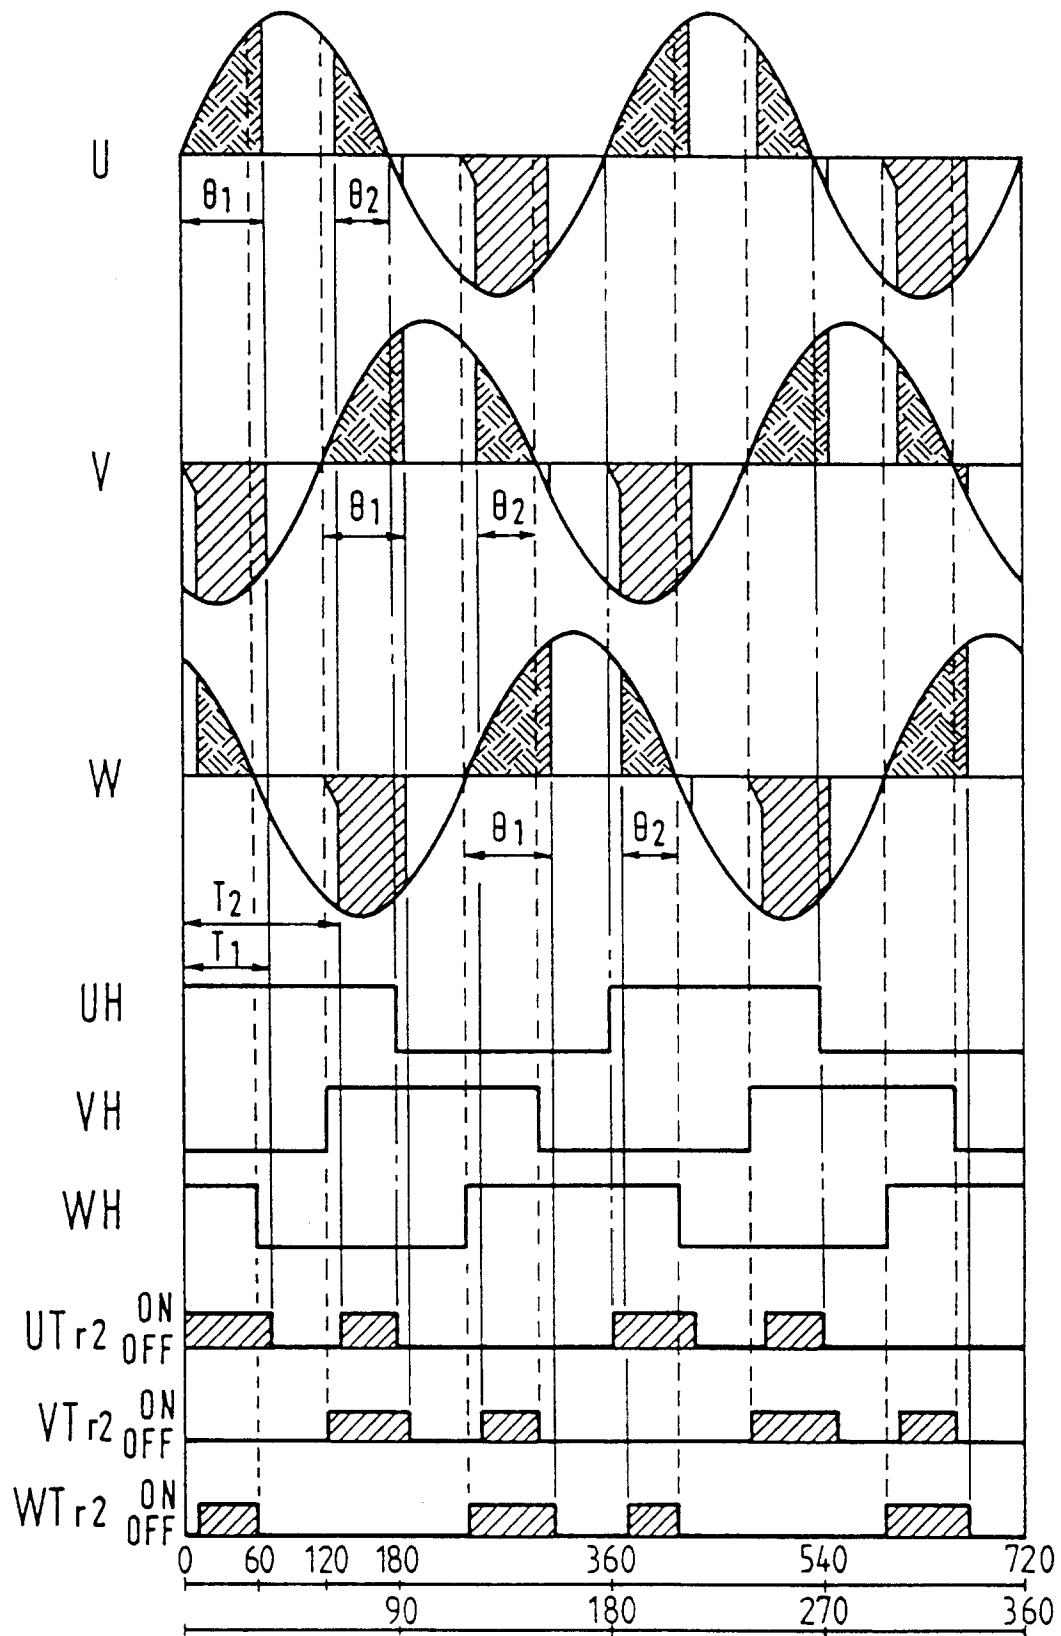 U
θ1 θ2
V
θ1 θ2
W
θ1 θ2
T2
T1
UH
VH
WH
UTr2 ON OFF
VTr2 ON OFF
WTr2 ON OFF
0 60 120 180 360 540 720
90 180 270 360